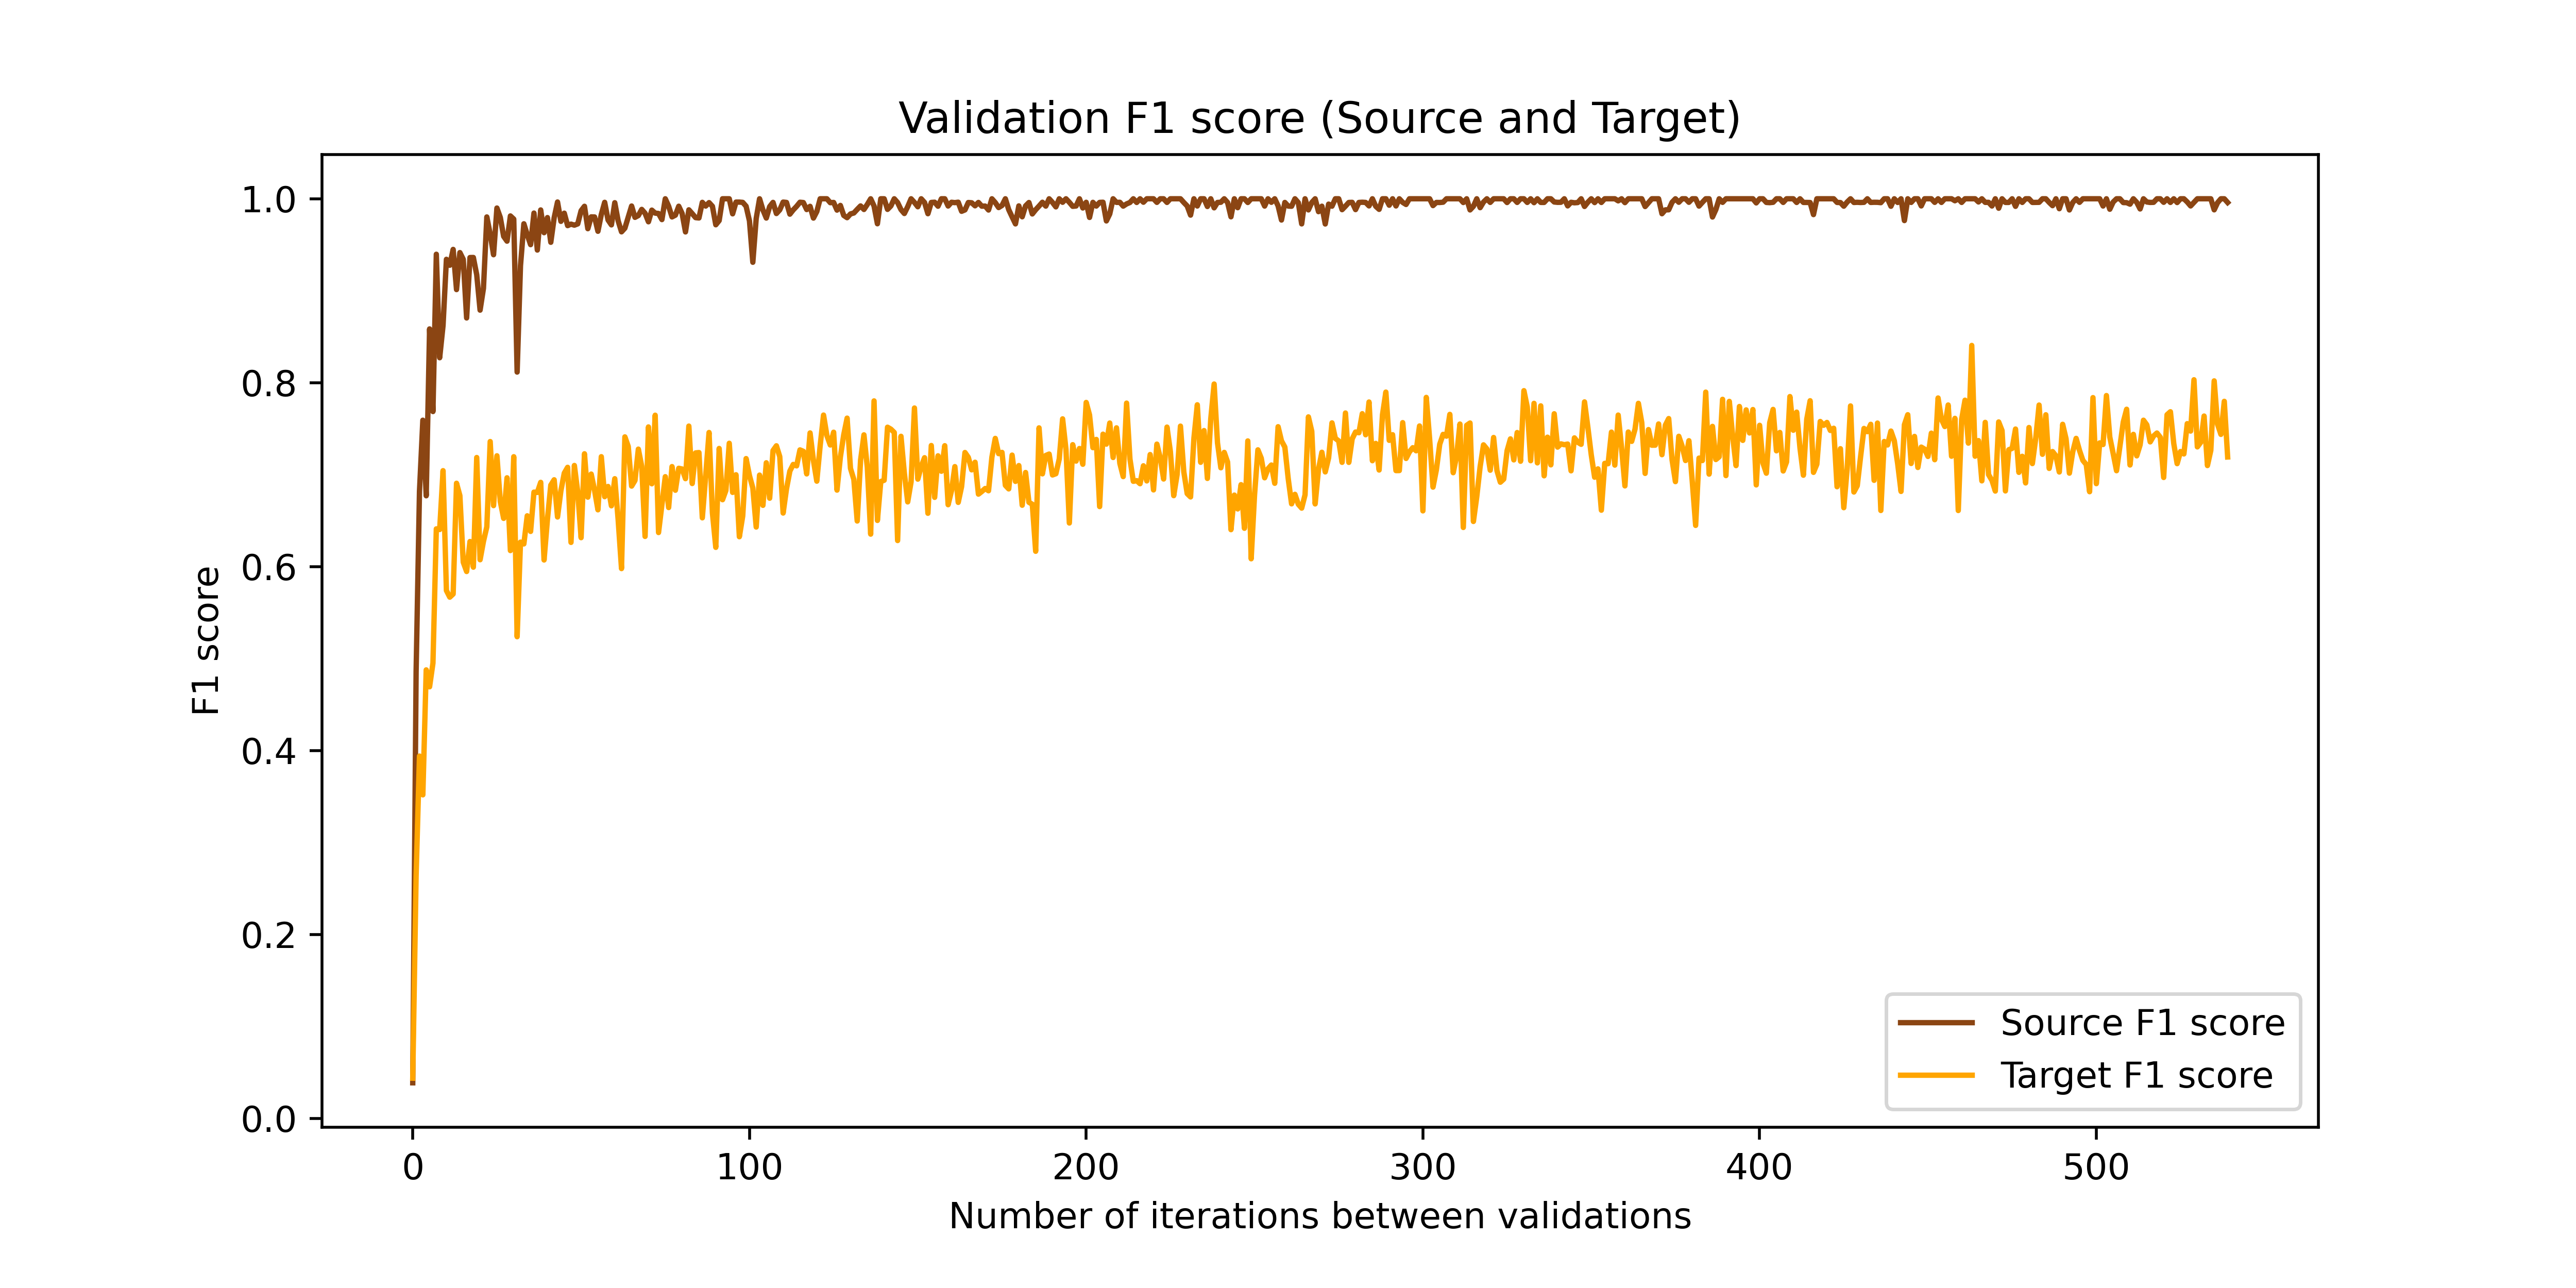 Validation F1 score (Source and Target)
1.0
0.8
0.6
0.4
0.2
0.0
F1 score
0 100 200 300 400 500
Number of iterations between validations
Source F1 score
Target F1 score